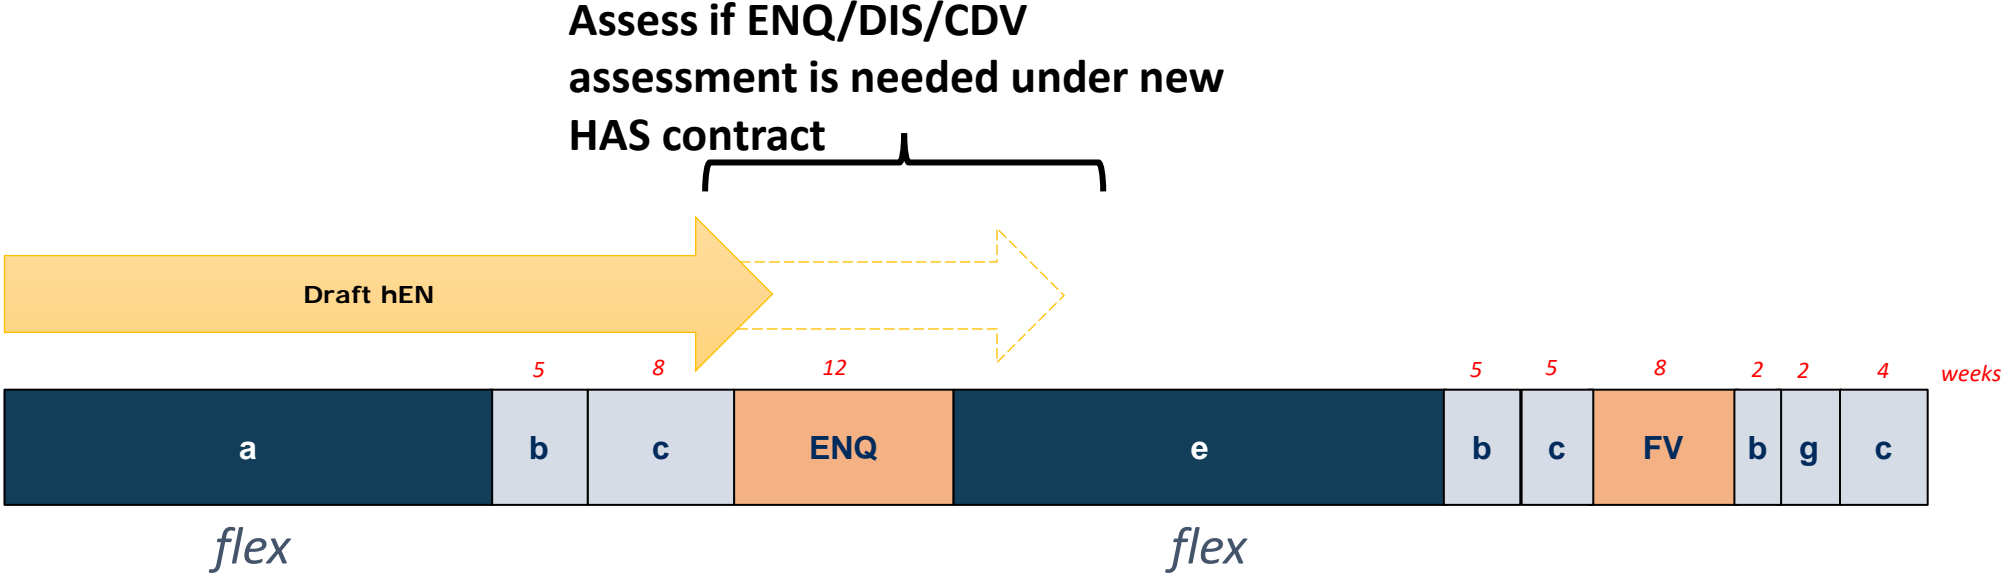 Assess if ENQ/DIS/CDV
assessment is needed under new
HAS contract
Draft hEN
5 8 12 5 5 8 2 2 4 weeks
a b c ENQ e b c FV b g c
flex flex